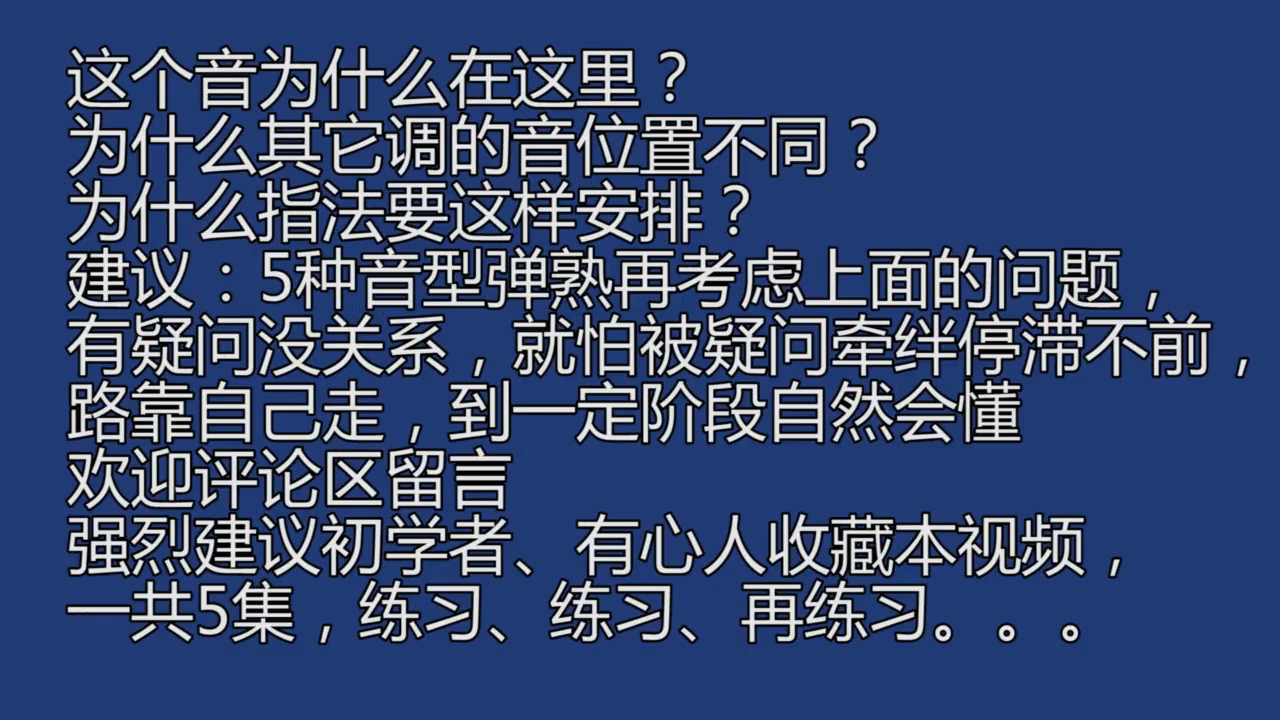 这个音为什么在这里？
为什么其它调的音位置不同？
为什么指法要这样安排？
建议：5种音型弹熟再考虑上面的问题，
有疑问没关系，就怕被疑问牵绊停滞不前，
路靠自己走，到一定阶段自然会懂
欢迎评论区留言
强烈建议初学者、有心人收藏本视频，
一共5集，练习、练习、再练习。。。